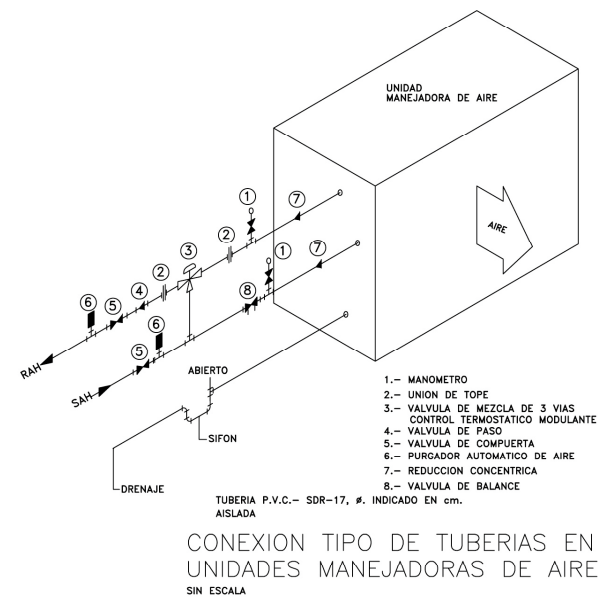 UNIDAD
MANEJADORA DE AIRE
1
7
AIRE
2
3
1
7
2
4
8
6
5
6
5
RAH
SAH
ABIERTO
SIFON
DRENAJE
1.- MANOMETRO
2.- UNION DE TOPE
3.- VALVULA DE MEZCLA DE 3 VIAS
CONTROL TERMOSTATICO MODULANTE
4.- VALVULA DE PASO
5.- VALVULA DE COMPUERTA
6.- PURGADOR AUTOMATICO DE AIRE
7.- REDUCCION CONCENTRICA
8.- VALVULA DE BALANCE
TUBERIA P.V.C.- SDR-17, ø. INDICADO EN cm.
AISLADA
CONEXION TIPO DE TUBERIAS EN
UNIDADES MANEJADORAS DE AIRE
SIN ESCALA